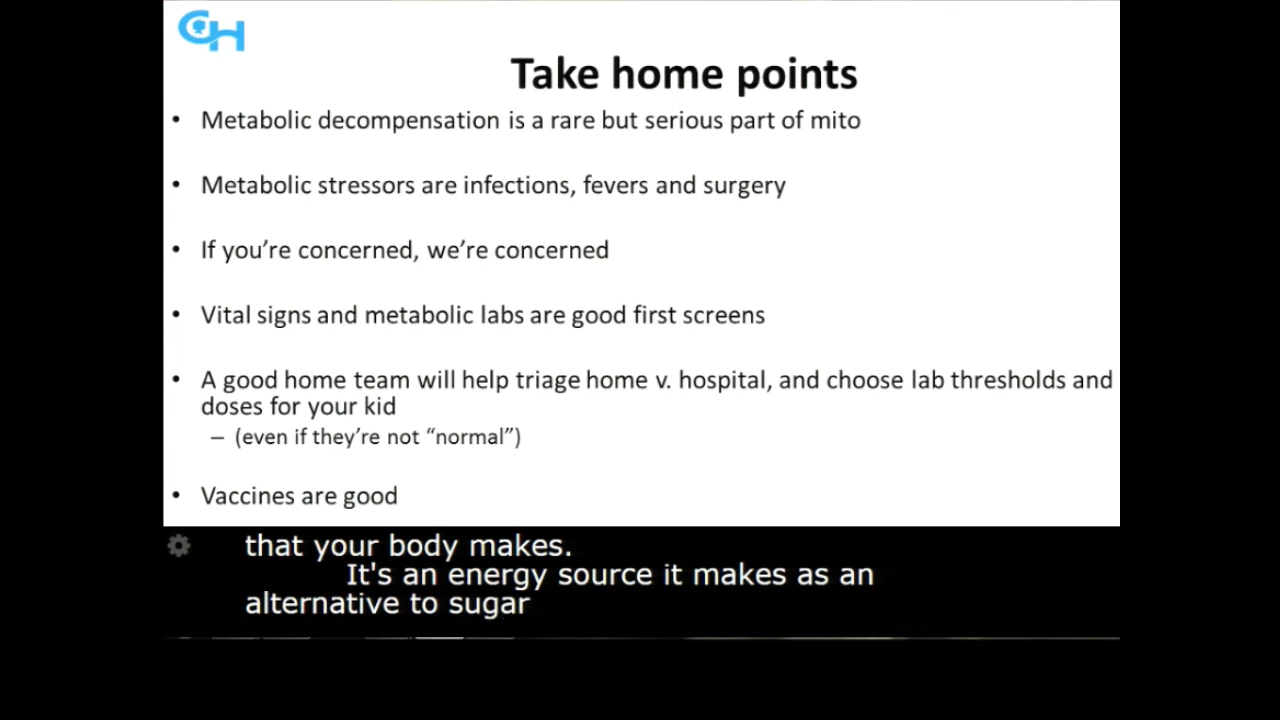 CH
Take home points
• Metabolic decompensation is a rare but serious part of mito
• Metabolic stressors are infections, fevers and surgery
• If you’re concerned, we’re concerned
• Vital signs and metabolic labs are good first screens
• A good home team will help triage home v. hospital, and choose lab thresholds and
doses for your kid
– (even if they’re not “normal”)
• Vaccines are good
that your body makes.
It's an energy source it makes as an
alternative to sugar